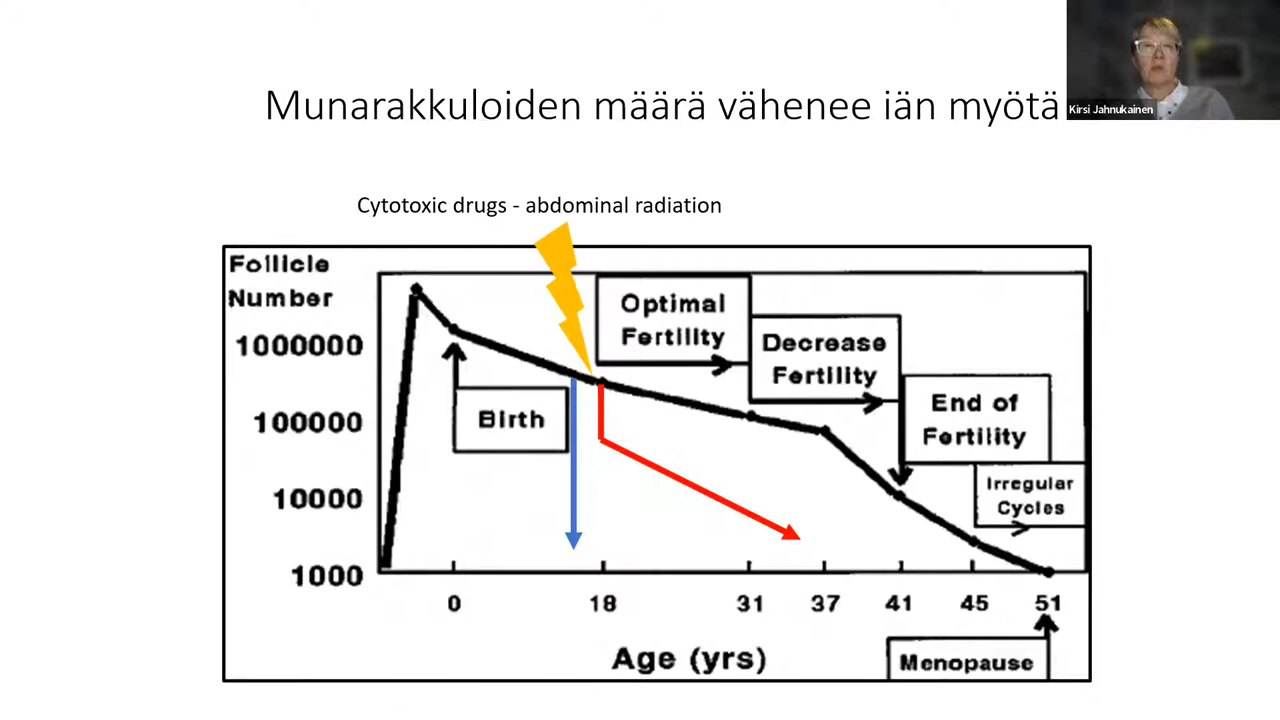 Munarakkuloiden määrä vähenee iän myötä
Kirsi Jahnukainen
Cytotoxic drugs - abdominal radiation
Follicle
Number
1000000
100000
10000
1000
Optimal
Fertility
Decrease
Fertility
End of
Fertility
Irregular
Cycles
Birth
0 18 31 37 41 45 51
Age (yrs)
Menopause